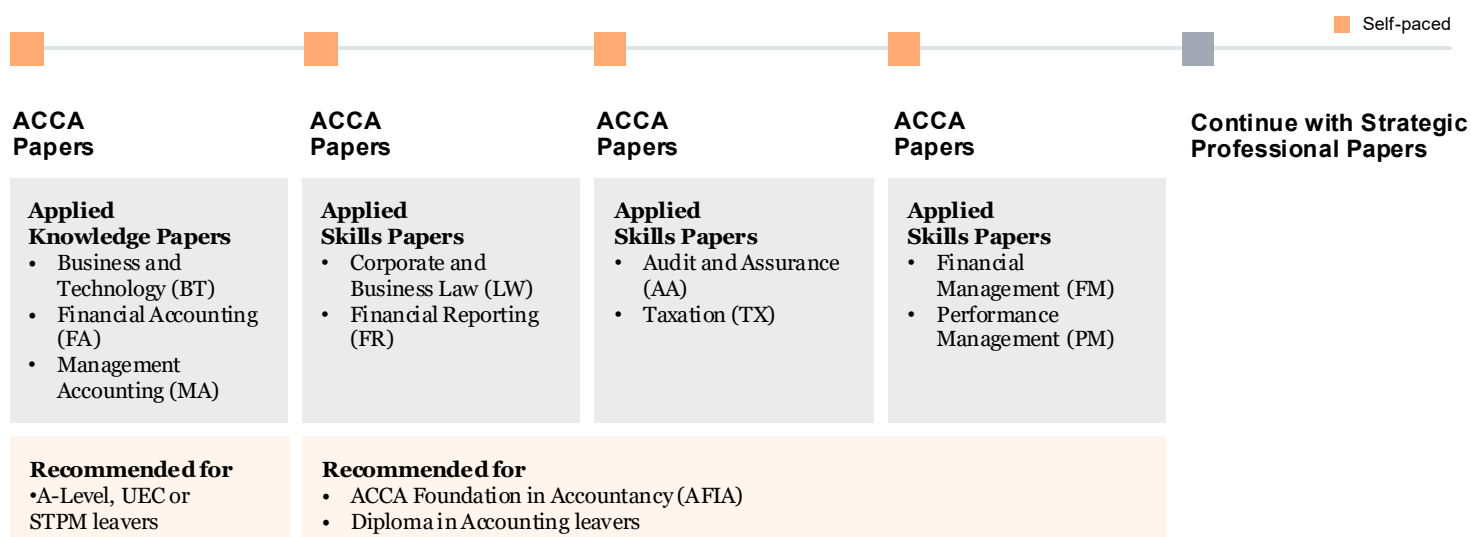 Self-paced
ACCA
Papers
ACCA
Papers
ACCA
Papers
ACCA
Papers
Continue with Strategic
Professional Papers
Applied
Knowledge Papers
• Business and
Technology (BT)
• Financial Accounting
(FA)
• Management
Accounting (MA)
Applied
Skills Papers
• Corporate and
Business Law (LW)
• Financial Reporting
(FR)
Applied
Skills Papers
• Audit and Assurance
(AA)
• Taxation (TX)
Applied
Skills Papers
• Financial
Management (FM)
• Performance
Management (PM)
Recommended for
•A-Level, UEC or
STPM leavers
Recommended for
• ACCA Foundation in Accountancy (AFIA)
• Diploma in Accounting leavers